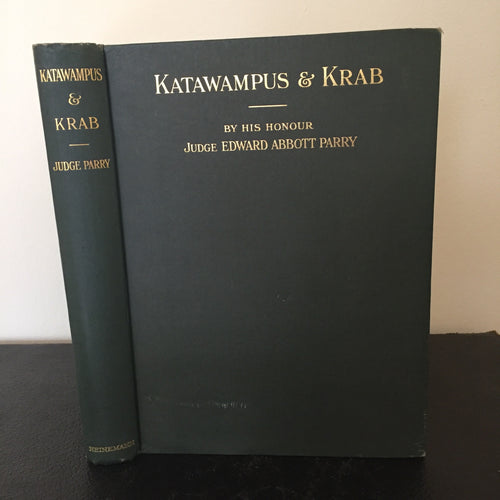 KATAWAMPUS
&
KRAB
JUDGE PARRY
HEINEMANN
KATAWAMPUS & KRAB
BY HIS HONOUR
JUDGE EDWARD ABBOTT PARRY